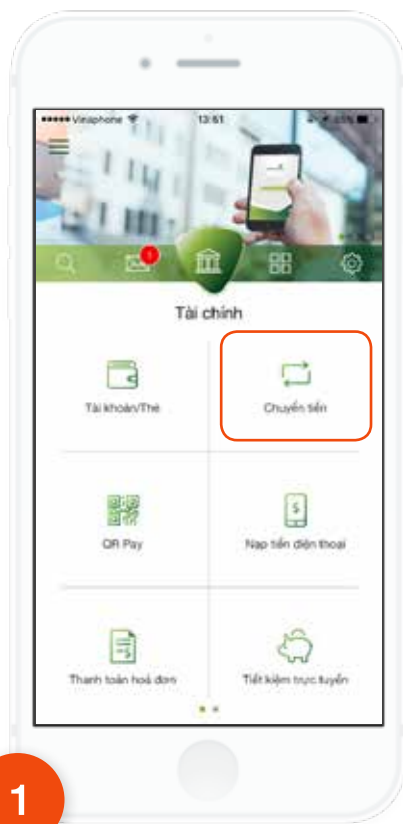 Vinaphone 13:51
1
Tài chính
Tài khoản/Thẻ
Chuyển tiền
QR Pay
Nạp tiền điện thoại
Thanh toán hoá đơn
Tiết kiệm trực tuyến
1